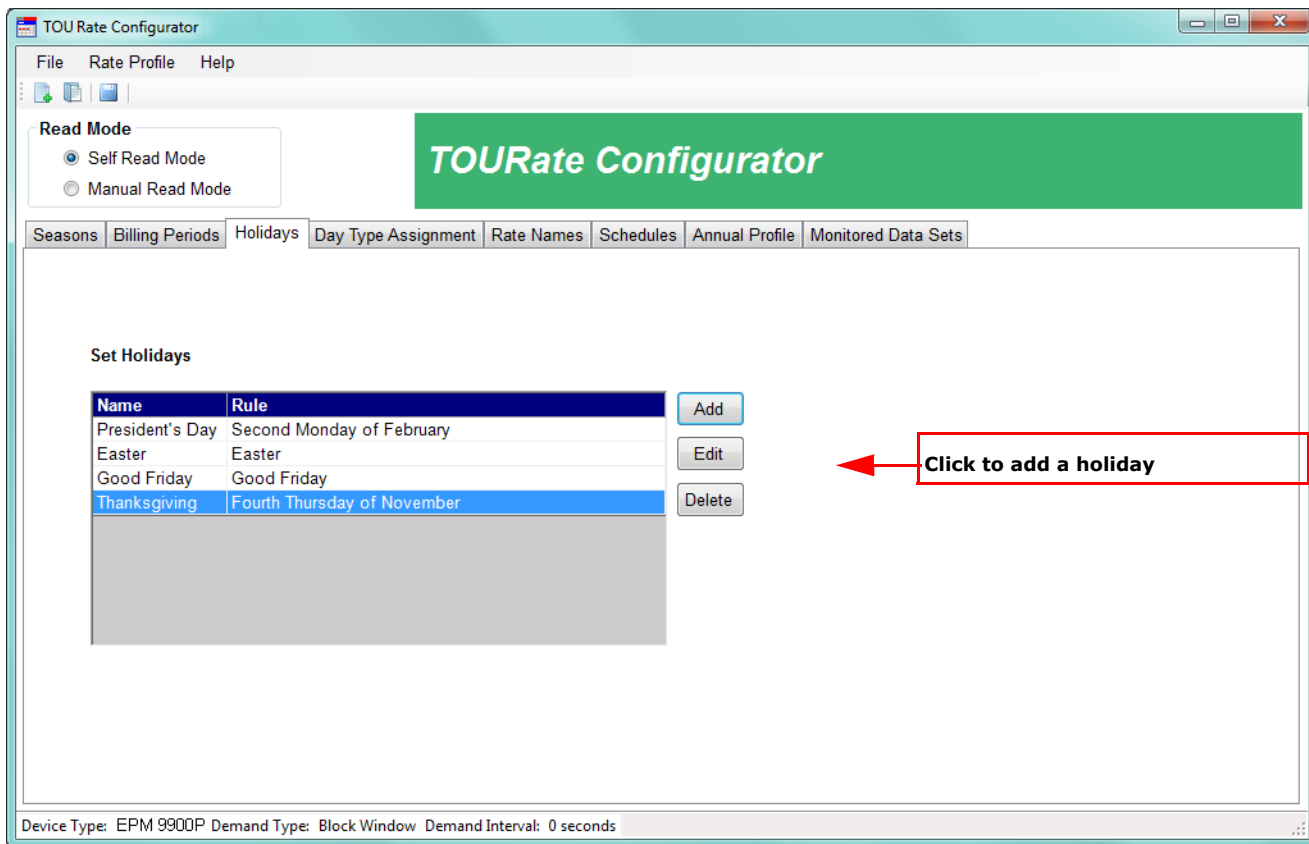 TOU Rate Configurator
File Rate Profile Help
Read Mode
Self Read Mode
Manual Read Mode
TOURate Configurator
Seasons Billing Periods Holidays Day Type Assignment Rate Names Schedules Annual Profile Monitored Data Sets
Set Holidays
Name Rule
President's Day Second Monday of February
Easter Easter
Good Friday Good Friday
Thanksgiving Fourth Thursday of November
Add
Edit
Delete
Click to add a holiday
Device Type: EPM 9900P Demand Type: Block Window Demand Interval: 0 seconds